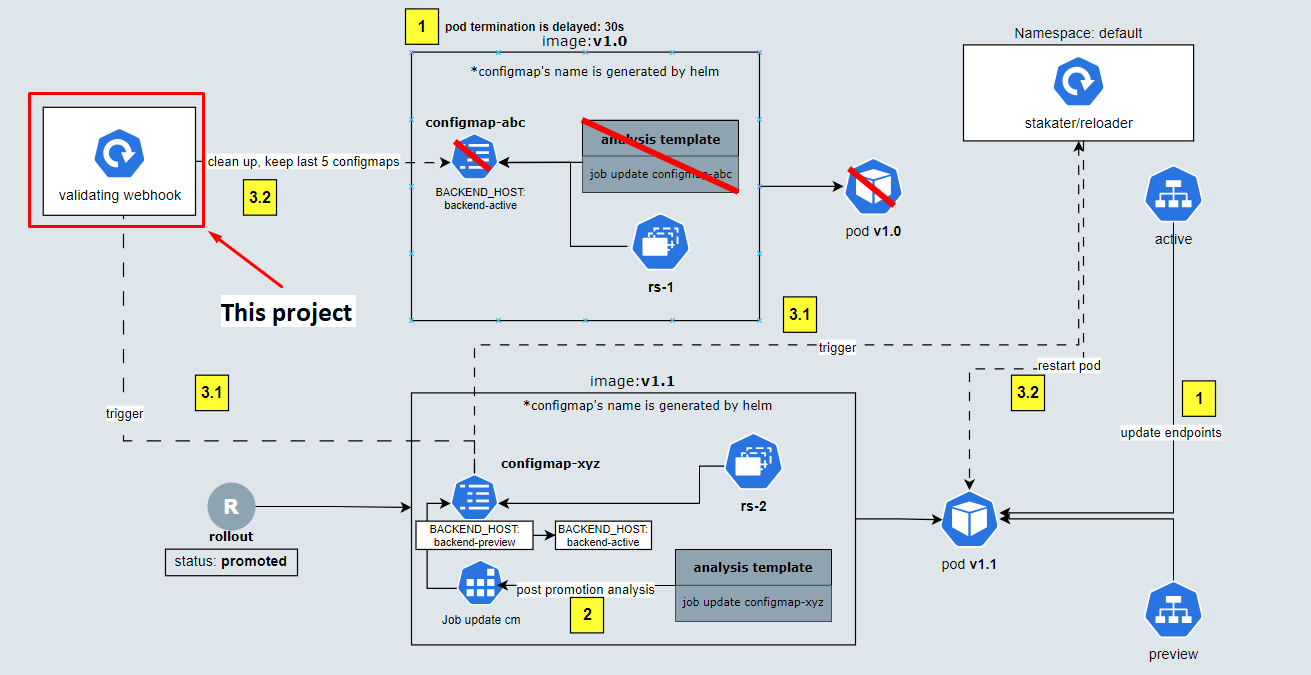 1
pod termination is delayed: 30s
image:v1.0
*configmap's name is generated by helm
Namespace: default
stakater/reloader
configmap-abc
analysis template
job update configmap-abc
validating webhook
clean up, keep last 5 configmaps
3.2
BACKEND_HOST:
backend-active
pod v1.0
active
rs-1
This project
3.1
trigger
restart pod
3.2
1
update endpoints
3.1
trigger
image:v1.1
*configmap's name is generated by helm
configmap-xyz
rs-2
R
rollout
status: promoted
BACKEND_HOST:
backend-preview
BACKEND_HOST:
backend-active
pod v1.1
analysis template
job update configmap-xyz
post promotion analysis
2
Job update cm
preview